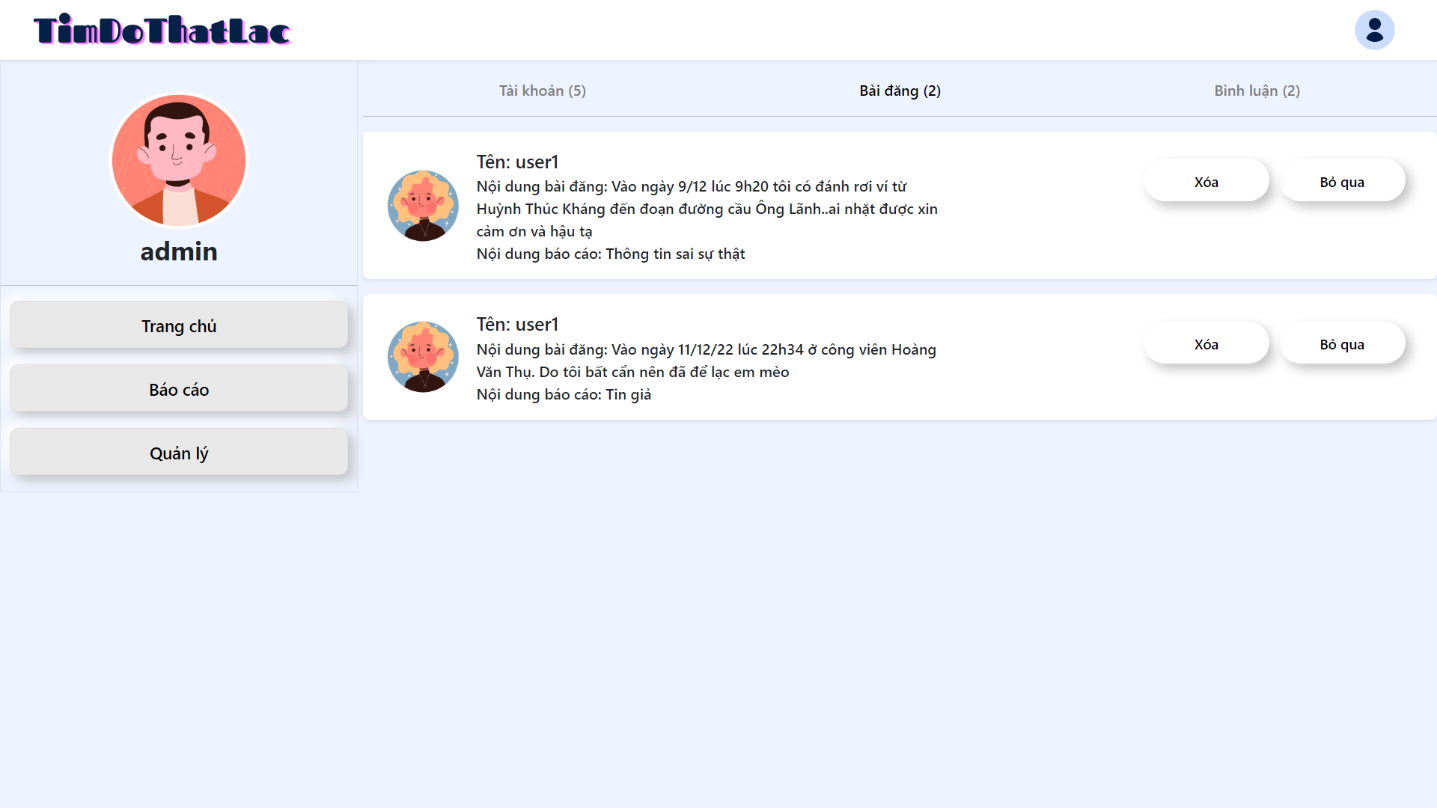 TimDoThatLac
admin
Trang chủ
Báo cáo
Quản lý
Tài khoản (5)
Bài đăng (2)
Bình luận (2)
Tên: user1
Nội dung bài đăng: Vào ngày 9/12 lúc 9h20 tôi có đánh rơi ví từ
Huỳnh Thúc Kháng đến đoạn đường cầu Ông Lãnh..ai nhặt được xin
cảm ơn và hậu tạ
Nội dung báo cáo: Thông tin sai sự thật
Xóa
Bỏ qua
Tên: user1
Nội dung bài đăng: Vào ngày 11/12/22 lúc 22h34 ở công viên Hoàng
Văn Thụ. Do tôi bất cẩn nên đã để lạc em mèo
Nội dung báo cáo: Tin giả
Xóa
Bỏ qua